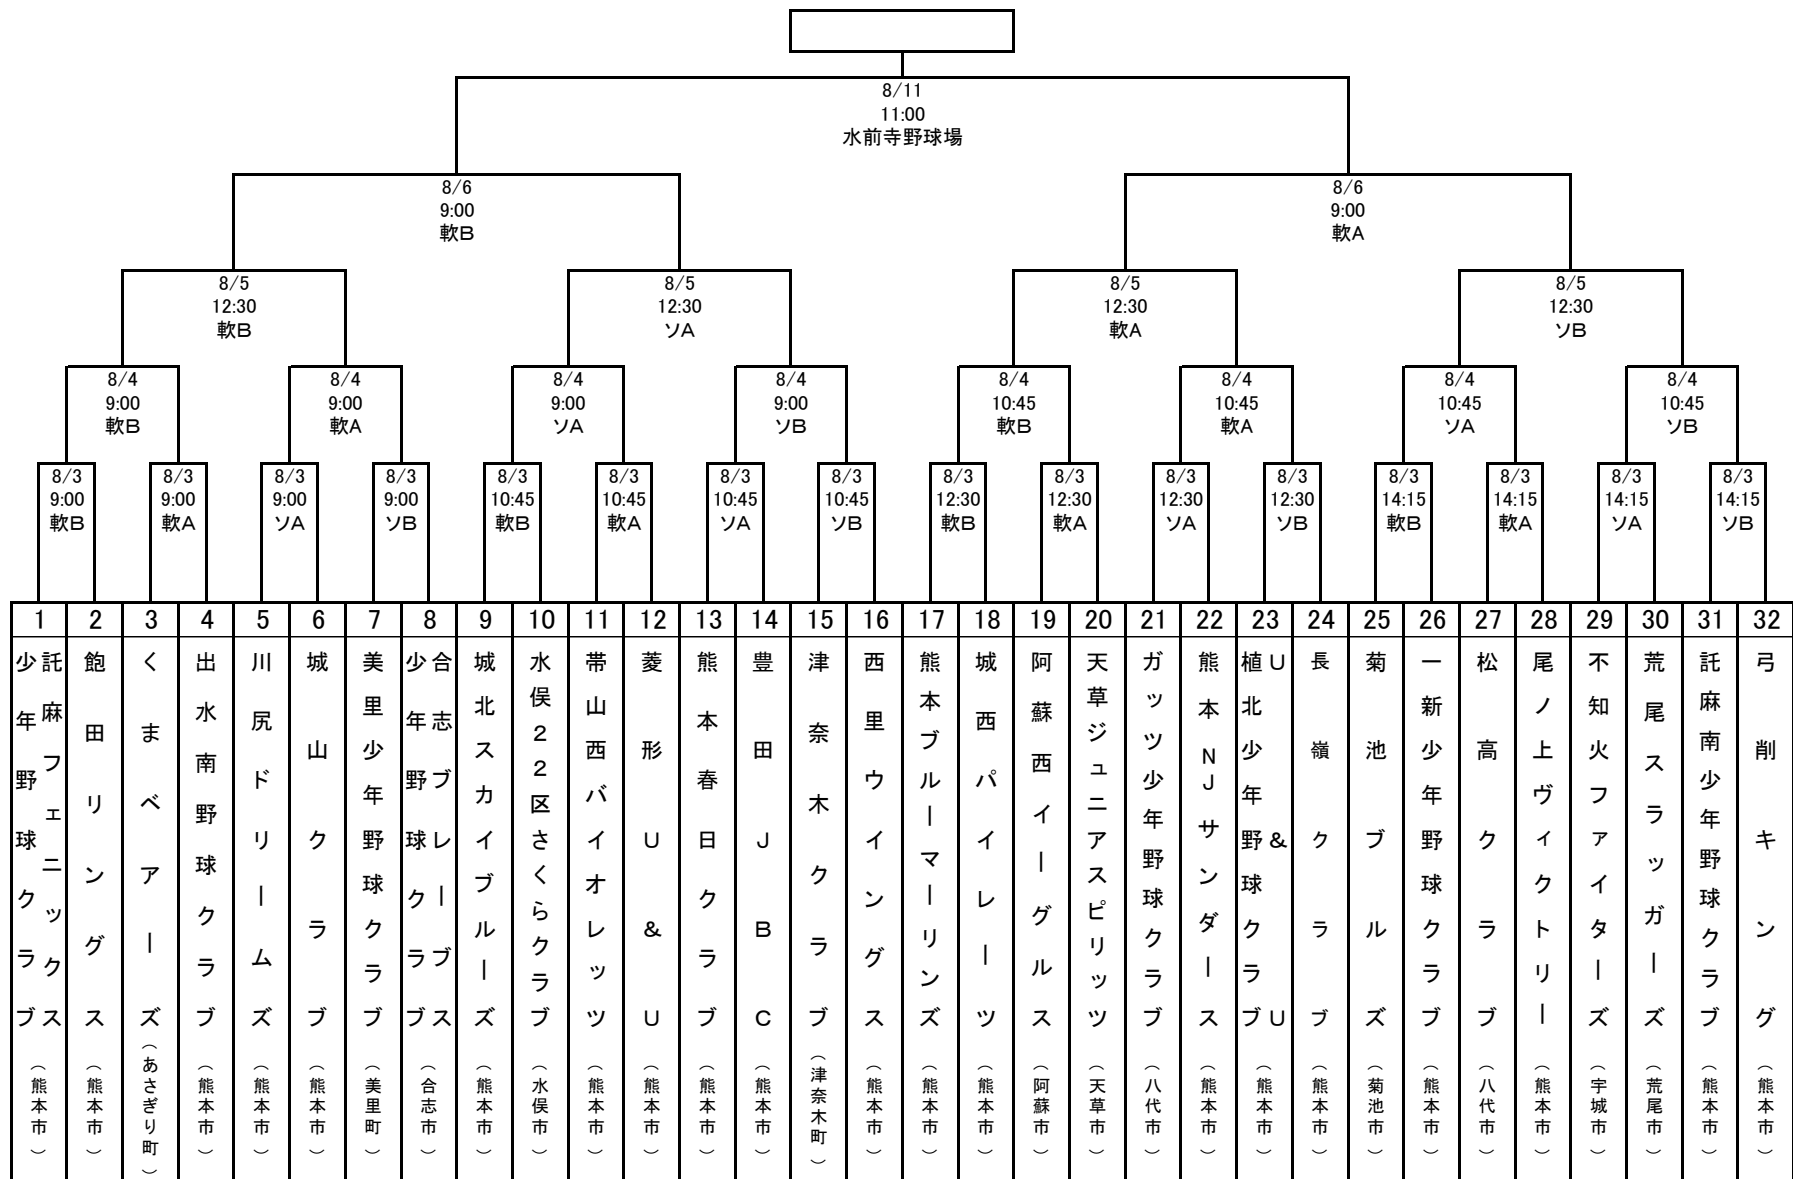 8/11
11:00
水前寺野球場
8/6
9:00
軟B
8/6
9:00
軟A
8/5
12:30
軟B
8/5
12:30
ソA
8/5
12:30
軟A
8/5
12:30
ソB
8/4
9:00
軟B
8/4
9:00
軟A
8/4
9:00
ソA
8/4
9:00
ソB
8/4
10:45
軟B
8/4
10:45
軟A
8/4
10:45
ソA
8/4
10:45
ソB
8/3
9:00
軟B
8/3
9:00
軟A
8/3
9:00
ソA
8/3
9:00
ソB
8/3
10:45
軟B
8/3
10:45
軟A
8/3
10:45
ソA
8/3
10:45
ソB
8/3
12:30
軟B
8/3
12:30
軟A
8/3
12:30
ソA
8/3
12:30
ソB
8/3
14:15
軟B
8/3
14:15
軟A
8/3
14:15
ソA
8/3
14:15
ソB
1
託麻フェニックス
少年野球クラブ
(熊本市)
2
飽田リングス
(熊本市)
3
くまベアーズ
(あさぎり町)
4
出水南野球クラブ
(熊本市)
5
川尻ドリームズ
(熊本市)
6
城山クラブ
(熊本市)
7
美里少年野球クラブ
(美里町)
8
合志ブレーブス
少年野球クラブ
(合志市)
9
城北スカイブルーズ
(熊本市)
10
水俣22区さくらクラブ
(水俣市)
11
帯山西バイオレッツ
(熊本市)
12
菱形U&U
(熊本市)
13
熊本春日クラブ
(熊本市)
14
豊田JBC
(熊本市)
15
津奈木クラブ
(津奈木町)
16
西里ウイングス
(熊本市)
17
熊本ブルーマーリンズ
(熊本市)
18
城西パイレーツ
(熊本市)
19
阿蘇西イーグルス
(阿蘇市)
20
天草ジュニアスピリッツ
(天草市)
21
ガッツ少年野球クラブ
(八代市)
22
熊本NJサンダース
(熊本市)
23
U&U
植北少年野球クラブ
(熊本市)
24
長嶺クラブ
(熊本市)
25
菊池ブルズ
(菊池市)
26
一新少年野球クラブ
(熊本市)
27
松高クラブ
(八代市)
28
尾ノ上ヴィクトリー
(熊本市)
29
不知火ファイターズ
(宇城市)
30
荒尾スラッガーズ
(荒尾市)
31
託麻南少年野球クラブ
(熊本市)
32
弓削キング
(熊本市)